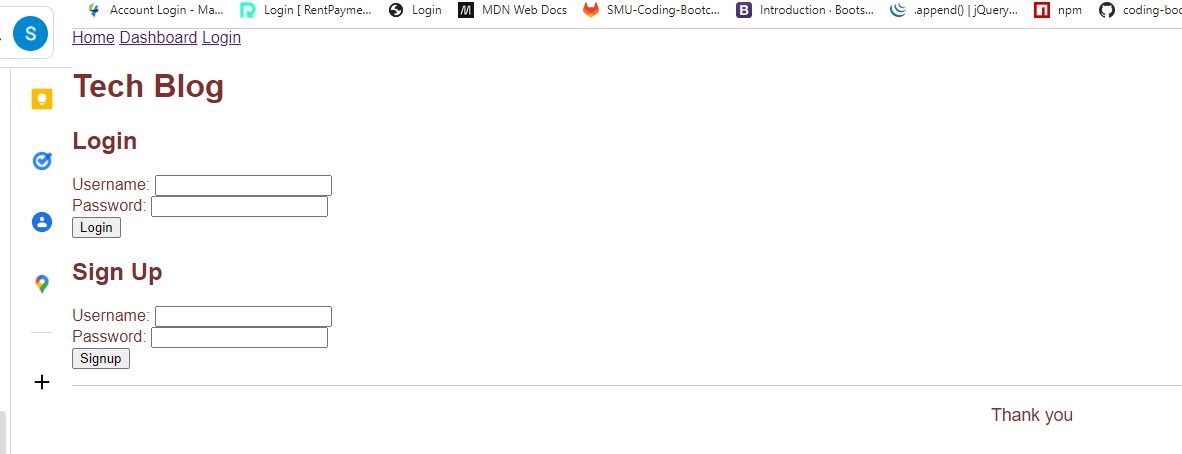 Account Login - Ma... Login [ RentPayme... Login MDN Web Docs SMU-Coding-Bootc... Introduction · Boots... .append() | jQuery... npm coding-boo
S
Home Dashboard Login
Tech Blog
Login
Username:
Password:
Login
Sign Up
Username:
Password:
Signup
Thank you